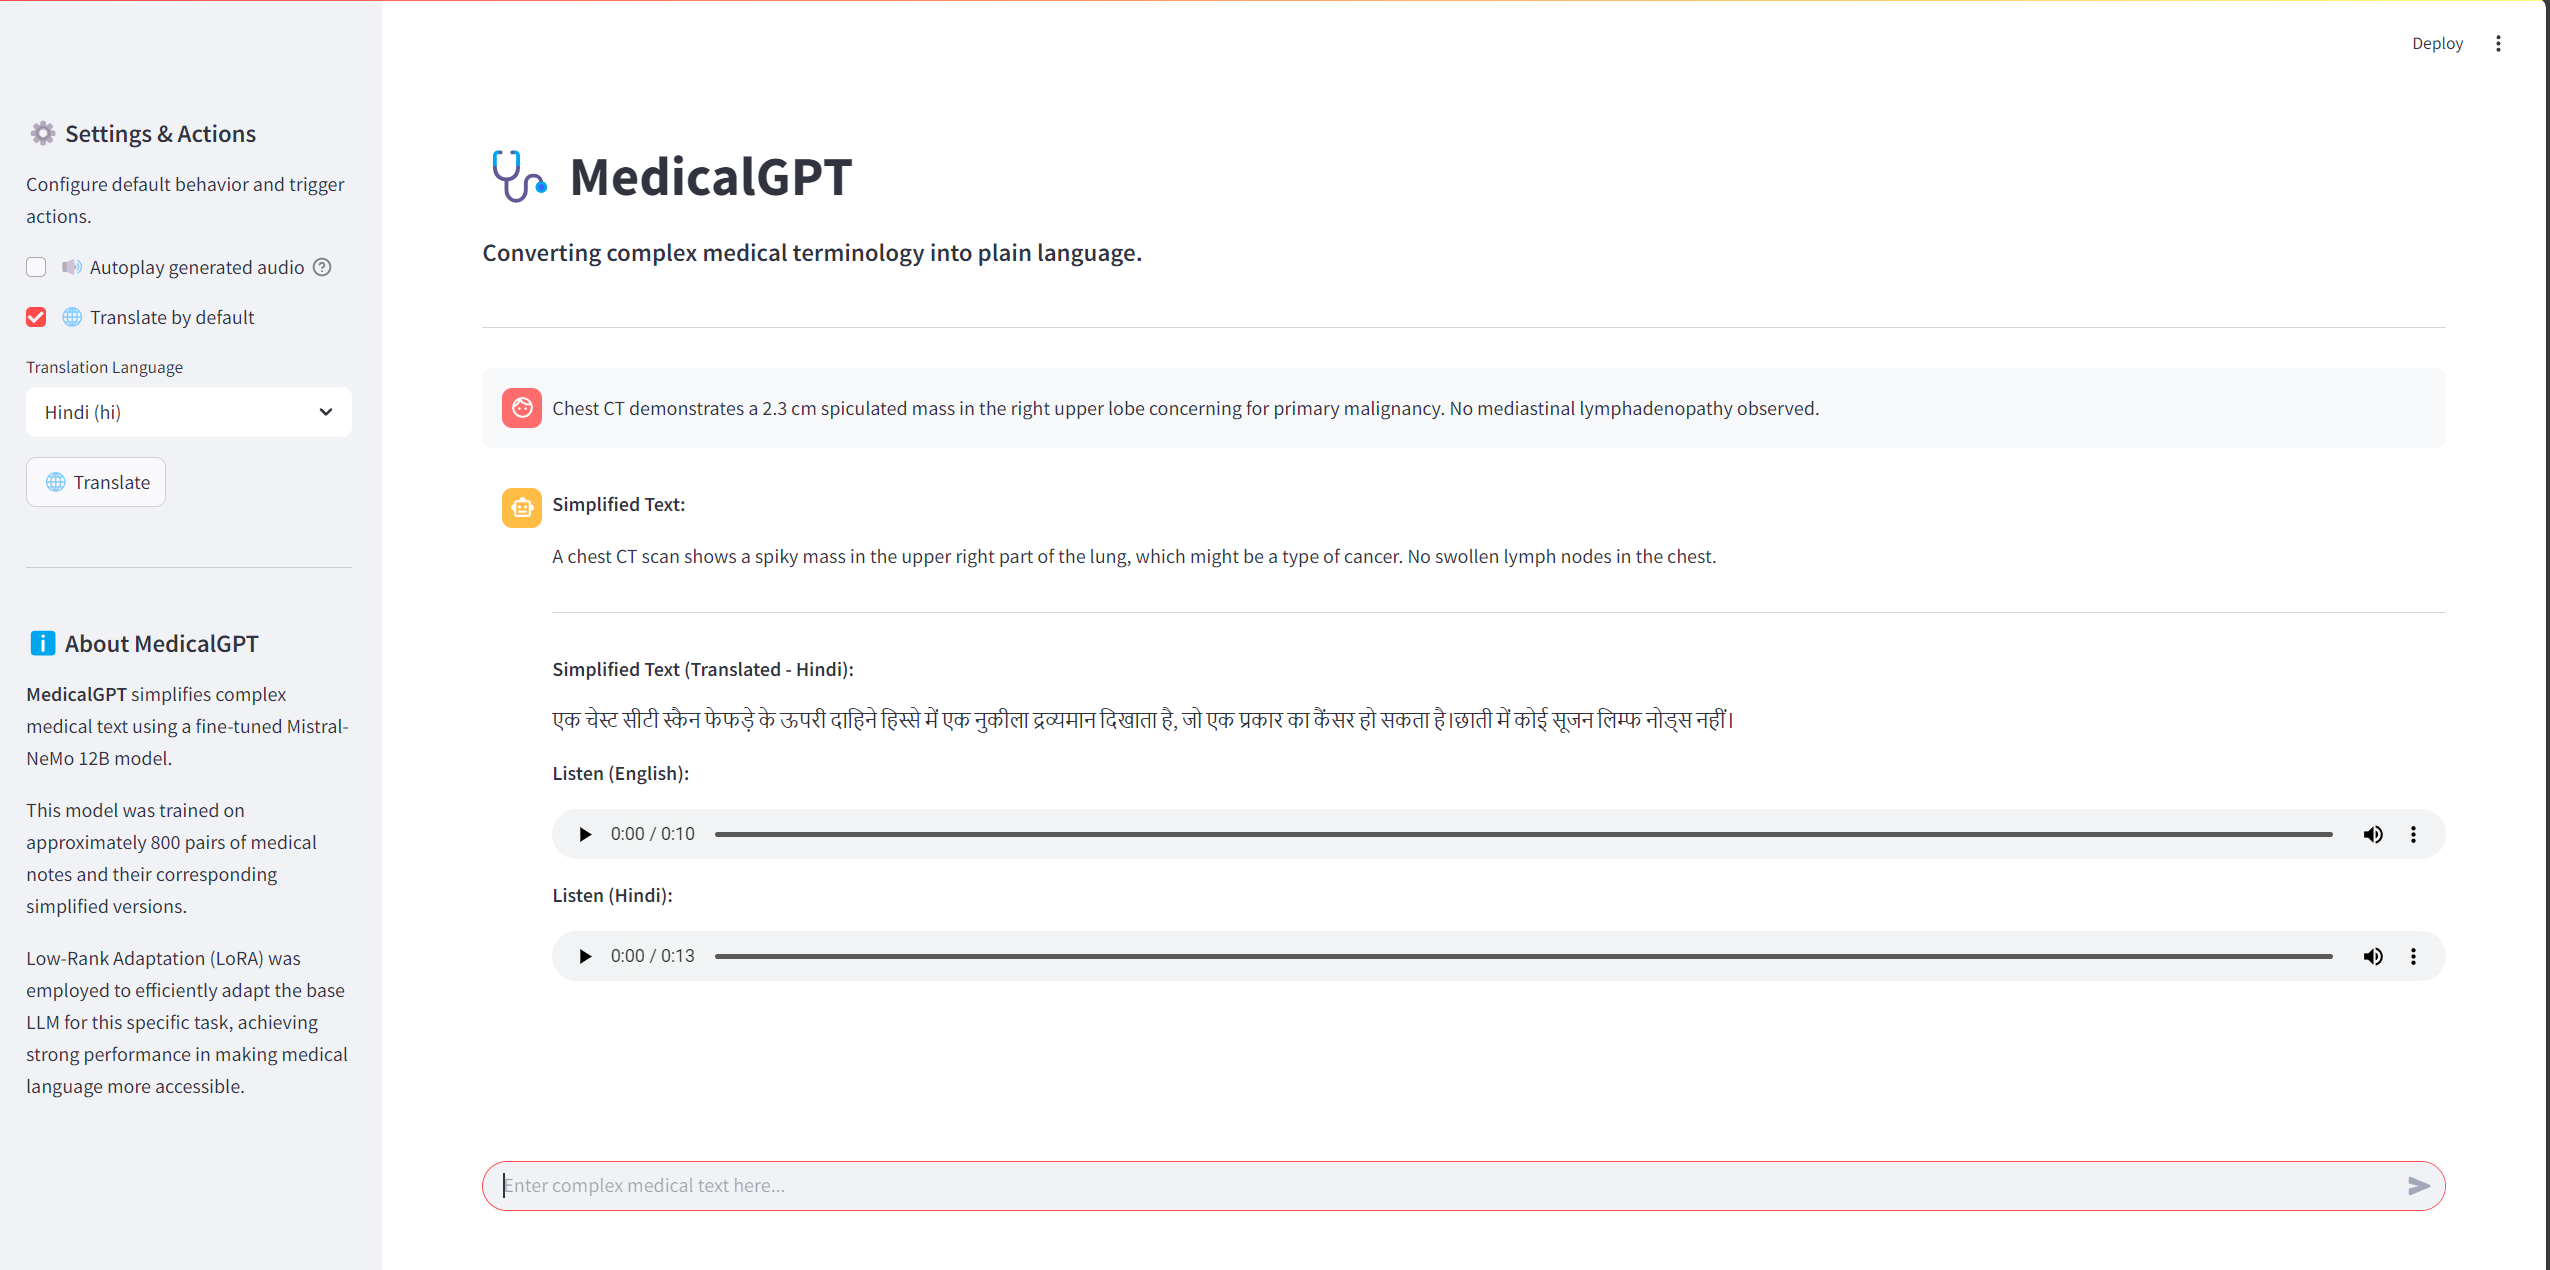 Deploy
Settings & Actions
Configure default behavior and trigger
actions.
Autoplay generated audio
Translate by default
Translation Language
Hindi (hi)
Translate
About MedicalGPT
MedicalGPT simplifies complex
medical text using a fine-tuned Mistral-
NeMo 12B model.
This model was trained on
approximately 800 pairs of medical
notes and their corresponding
simplified versions.
Low-Rank Adaptation (LoRA) was
employed to efficiently adapt the base
LLM for this specific task, achieving
strong performance in making medical
language more accessible.
MedicalGPT
Converting complex medical terminology into plain language.
Chest CT demonstrates a 2.3 cm spiculated mass in the right upper lobe concerning for primary malignancy. No mediastinal lymphadenopathy observed.
Simplified Text:
A chest CT scan shows a spiky mass in the upper right part of the lung, which might be a type of cancer. No swollen lymph nodes in the chest.
Simplified Text (Translated - Hindi):
एक चेस्ट सीटी स्कैन फेफड़े के ऊपरी दाहिने हिस्से में एक नुकीला द्रव्यमान दिखाता है, जो एक प्रकार का कैंसर हो सकता है।छाती में कोई सूजन लिम्फ नोड्स नहीं।
Listen (English):
0:00 / 0:10
Listen (Hindi):
0:00 / 0:13
Enter complex medical text here...